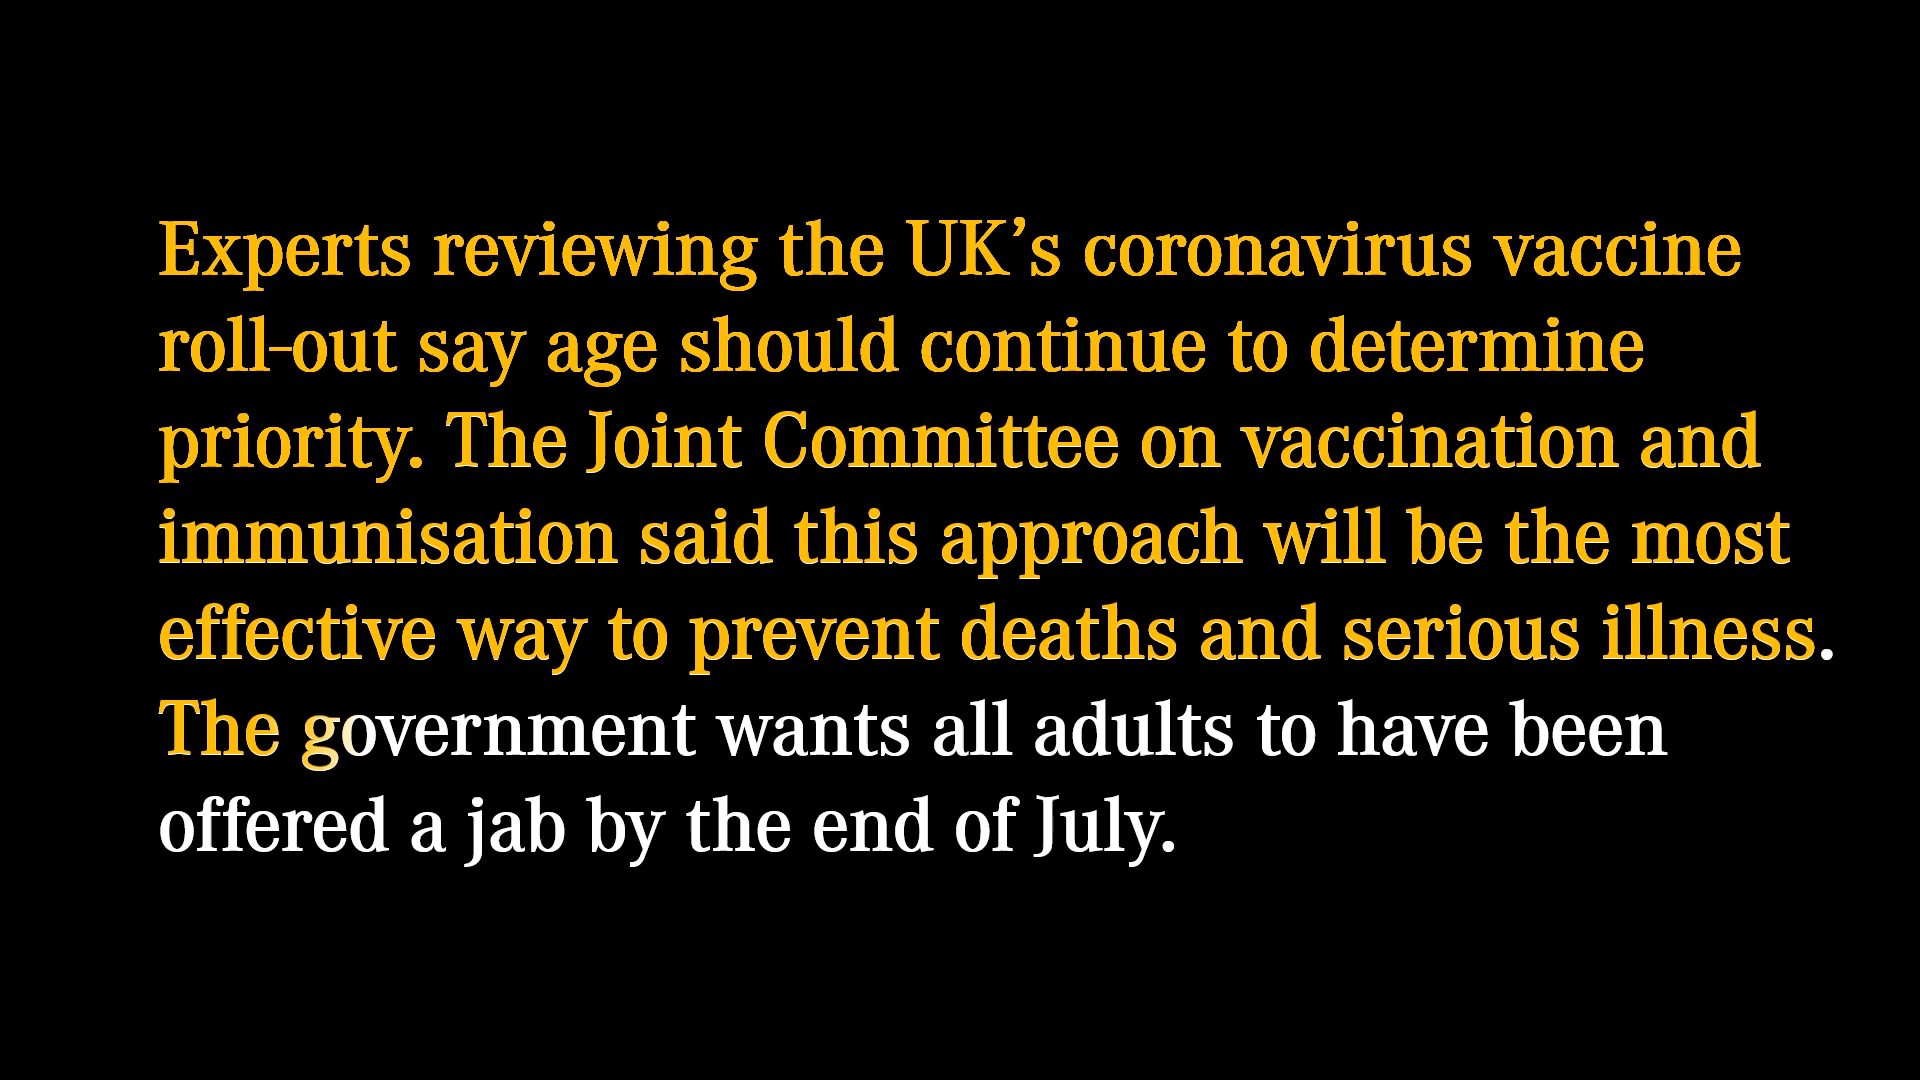 Experts reviewing the UK’s coronavirus vaccine
roll-out say age should continue to determine
priority. The Joint Committee on vaccination and
immunisation said this approach will be the most
effective way to prevent deaths and serious illness.
The government wants all adults to have been
offered a jab by the end of July.